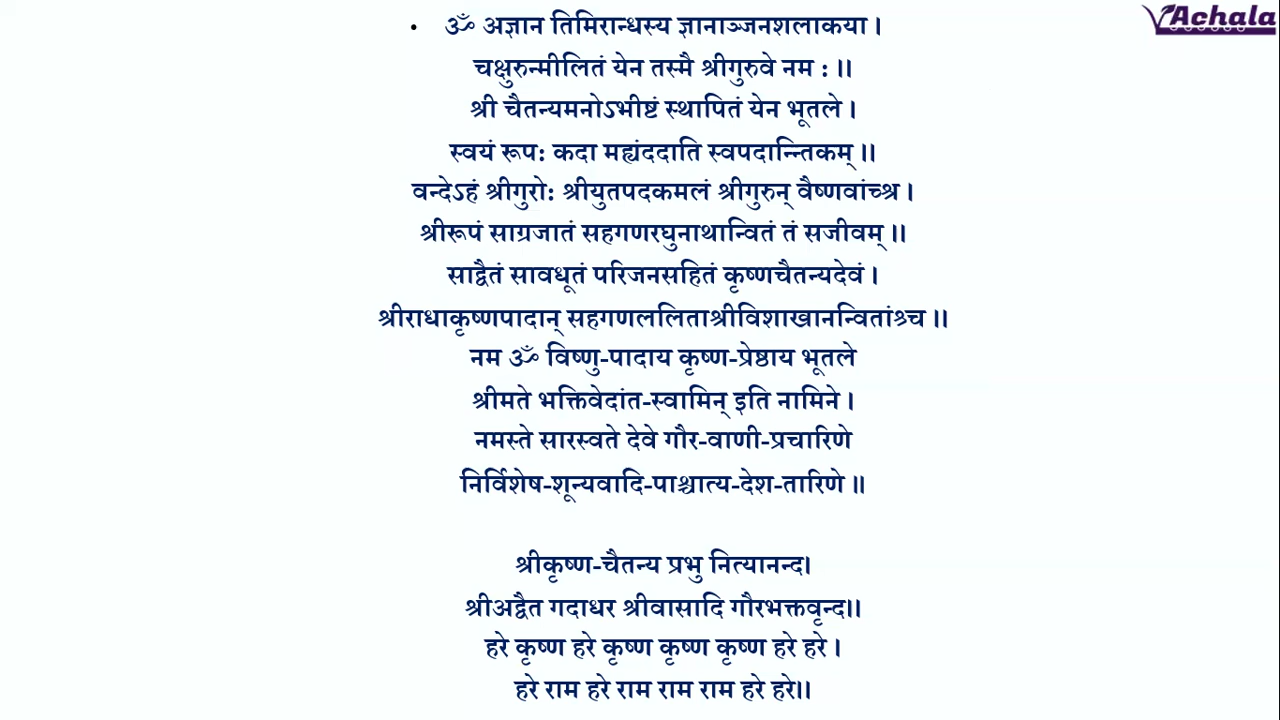 Achala
• ॐ अज्ञान तिमिरान्धस्य ज्ञानाञ्जनशलाकया ।
चक्षुरुन्मीलितं येन तस्मै श्रीगुरुवे नम : ।।
श्री चैतन्यमनोऽभीष्टं स्थापितं येन भूतले ।
स्वयं रूपः कदा मह्यंददाति स्वपदान्न्तिकम् ।।
वन्देऽहं श्रीगुरोः श्रीयुतपदकमलं श्रीगुरुन् वैष्णवांच्श्र ।
श्रीरूपं साग्रजातं सहगणरघुनाथान्वितं तं सजीवम् ।।
साद्वैतं सावधूतं परिजनसहितं कृष्णचैतन्यदेवं ।
श्रीराधाकृष्णपादान् सहगणललिताश्रीविशाखानन्वितांश्र्च ।।
नम ॐ विष्णु-पादाय कृष्ण-प्रेष्ठाय भूतले
श्रीमते भक्तिवेदांत-स्वामिन् इति नामिने ।
नमस्ते सारस्वते देवे गौर-वाणी-प्रचारिणे
निर्विशेष-शून्यवादि-पाश्चात्य-देश-तारिणे ॥
श्रीकृष्ण-चैतन्य प्रभु नित्यानन्द।
श्रीअद्वैत गदाधर श्रीवासादि गौरभक्तवृन्द।।
हरे कृष्ण हरे कृष्ण कृष्ण कृष्ण हरे हरे ।
हरे राम हरे राम राम राम हरे हरे।।